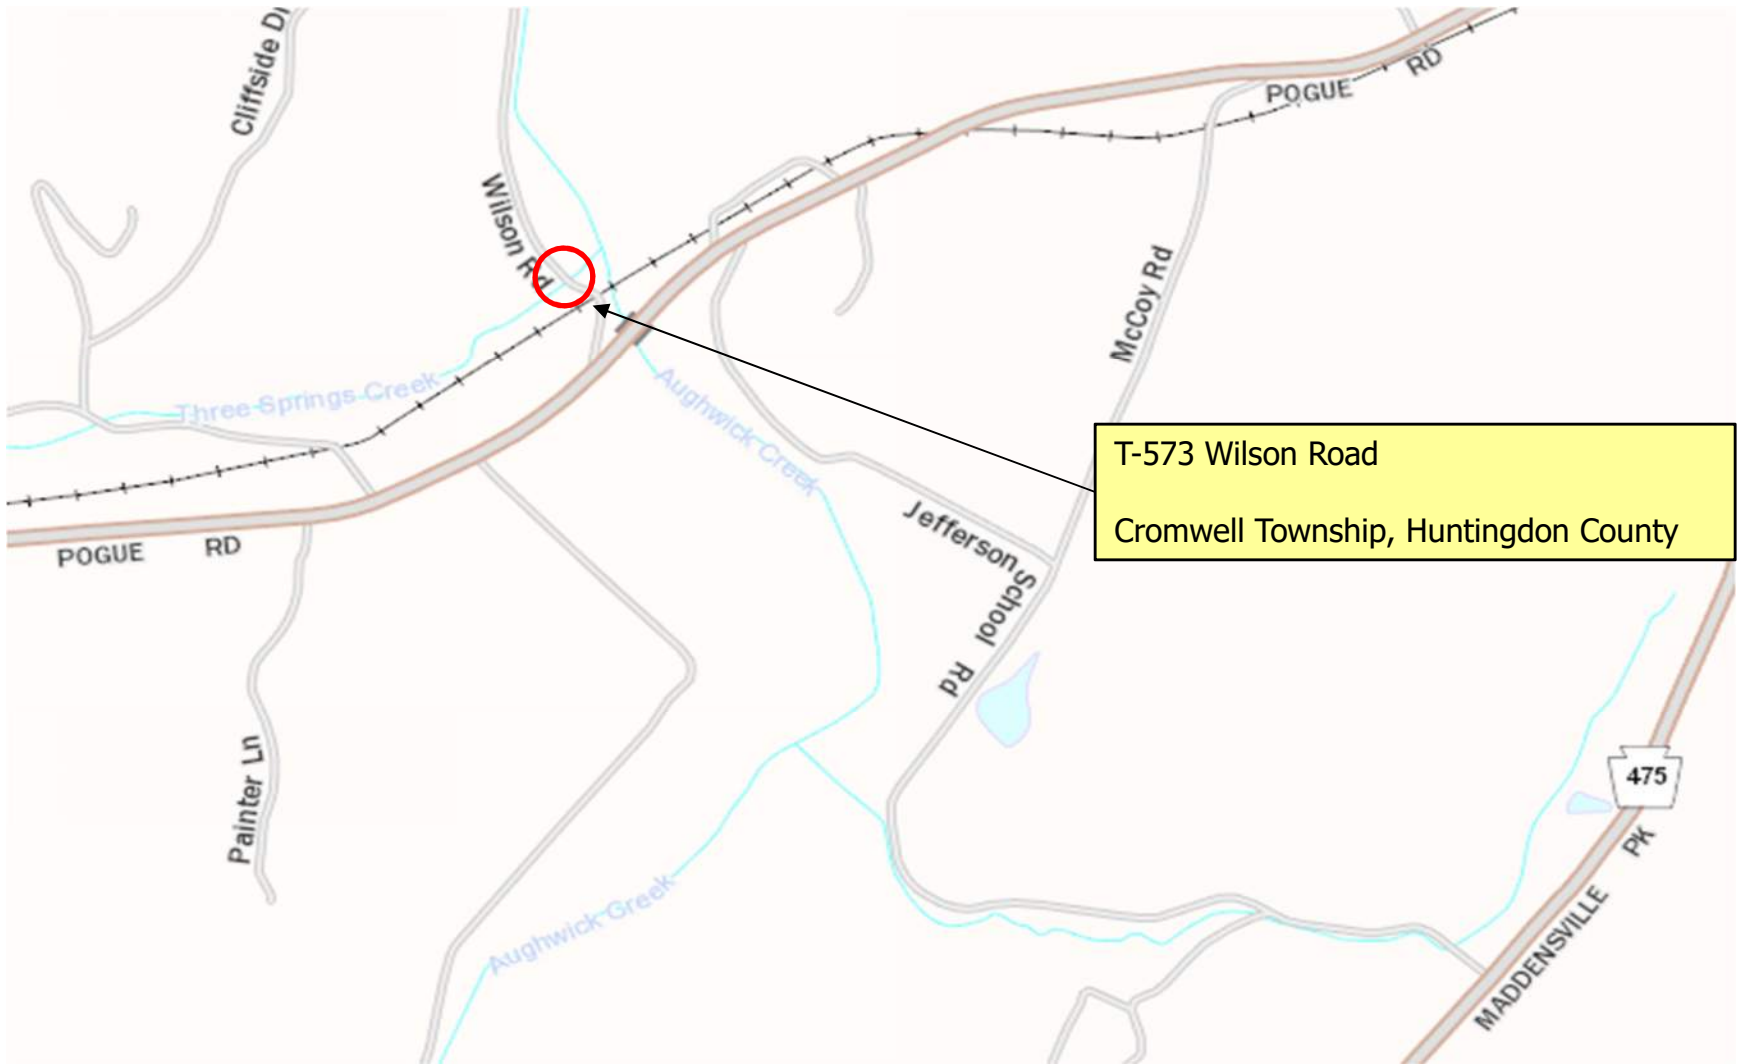 Cliffside Dr
POGUE RD
Wilson Rd
McCoy Rd
Three Springs Creek
Aughwick Creek
T-573 Wilson Road
Cromwell Township, Huntingdon County
Jefferson School Rd
POGUE RD
Painter Ln
475
Aughwick Creek
MADDENSVILLE PK